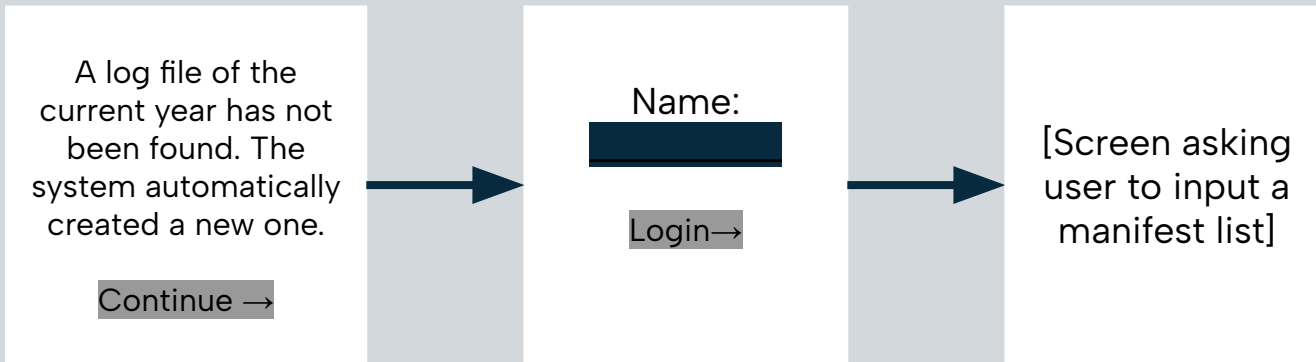 A log file of the
current year has not
been found. The
system automatically
created a new one.
Continue →
Name:
Login→
[Screen asking
user to input a
manifest list]